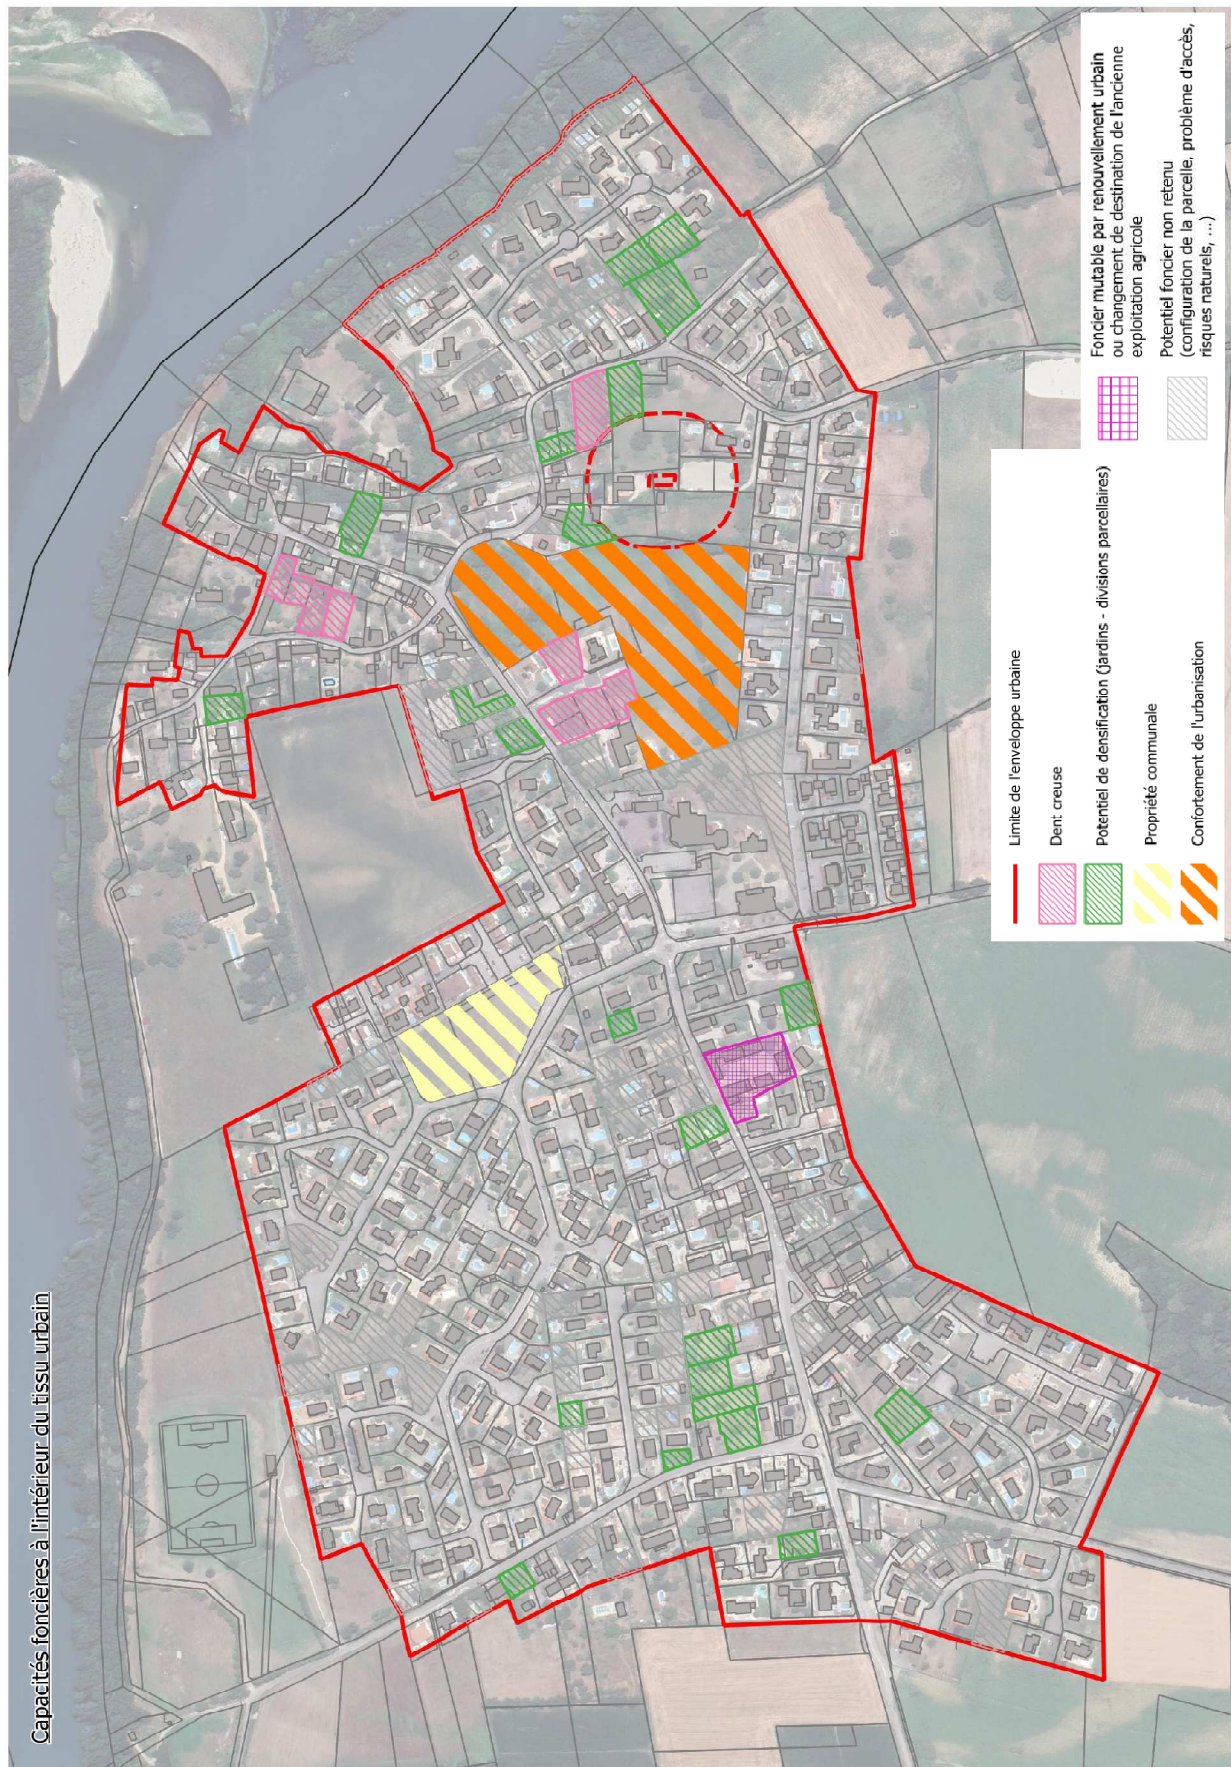 Capacités foncières à l'intérieur du tissu urbain
Limite de l'enveloppe urbaine
Dent creuse
Potentiel de densification (jardins - divisions parcellaires)
Propriété communale
Confortement de l'urbanisation
Foncier mutable par renouvellement urbain
ou changement de destination de l'ancienne
exploitation agricole
Potentiel foncier non retenu
(configuration de la parcelle, problème d'accès,
risques naturels, ...)